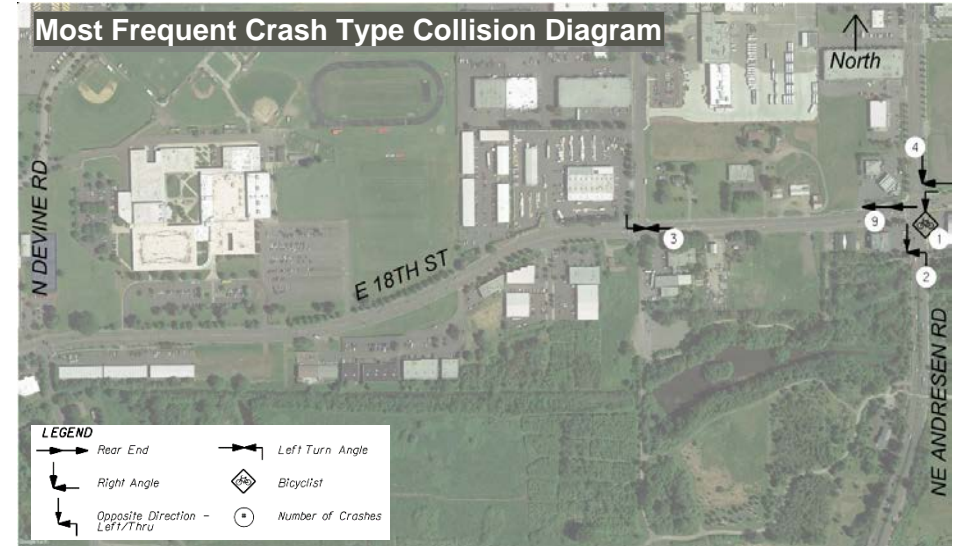 Most Frequent Crash Type Collision Diagram
North
N DEVINE RD
E 18TH ST
NE ANDRESEN RD
4
9
1
3
2
LEGEND
Rear End
Left Turn Angle
Right Angle
Bicyclist
Opposite Direction -
Left/Thru
Number of Crashes